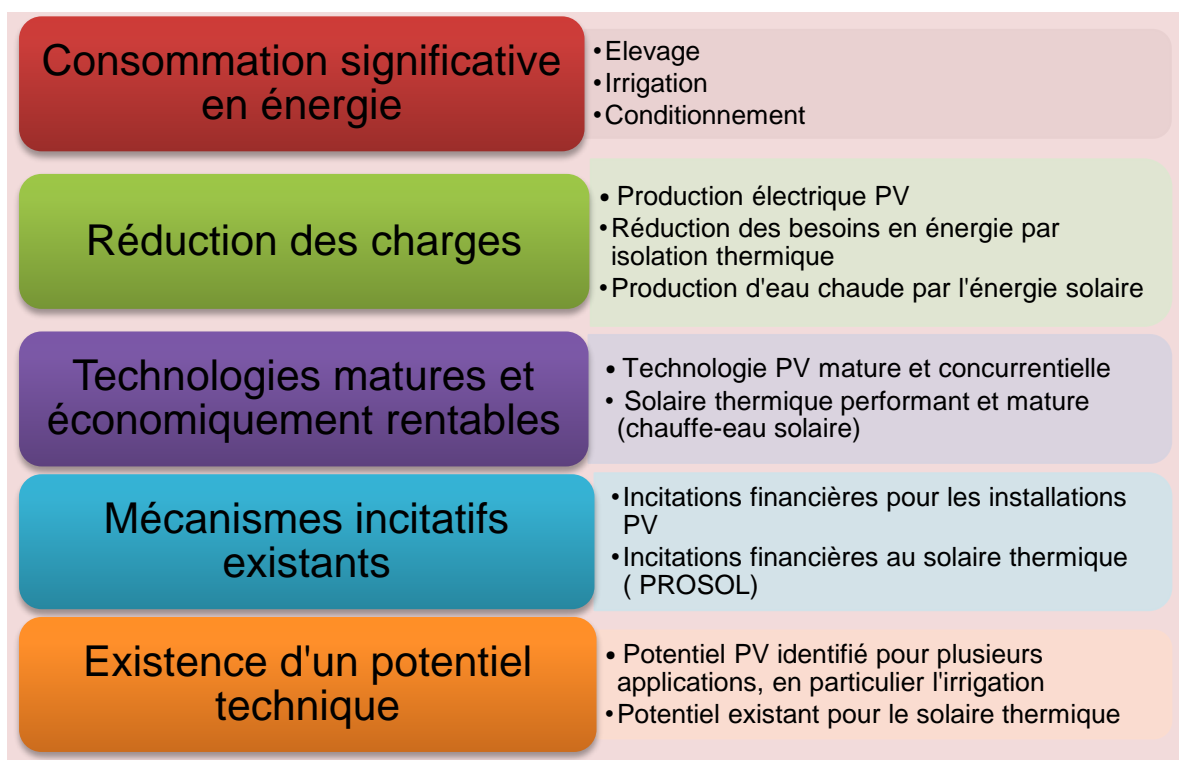 Consommation significative
en énergie
•Elevage
•Irrigation
•Conditionnement
Réduction des charges
• Production électrique PV
•Réduction des besoins en énergie par
isolation thermique
•Production d'eau chaude par l'énergie solaire
Technologies matures et
économiquement rentables
• Technologie PV mature et concurrentielle
• Solaire thermique performant et mature
(chauffe-eau solaire)
Mécanismes incitatifs
existants
•Incitations financières pour les installations
PV
•Incitations financières au solaire thermique
( PROSOL)
Existence d'un potentiel
technique
• Potentiel PV identifié pour plusieurs
applications, en particulier l'irrigation
•Potentiel existant pour le solaire thermique